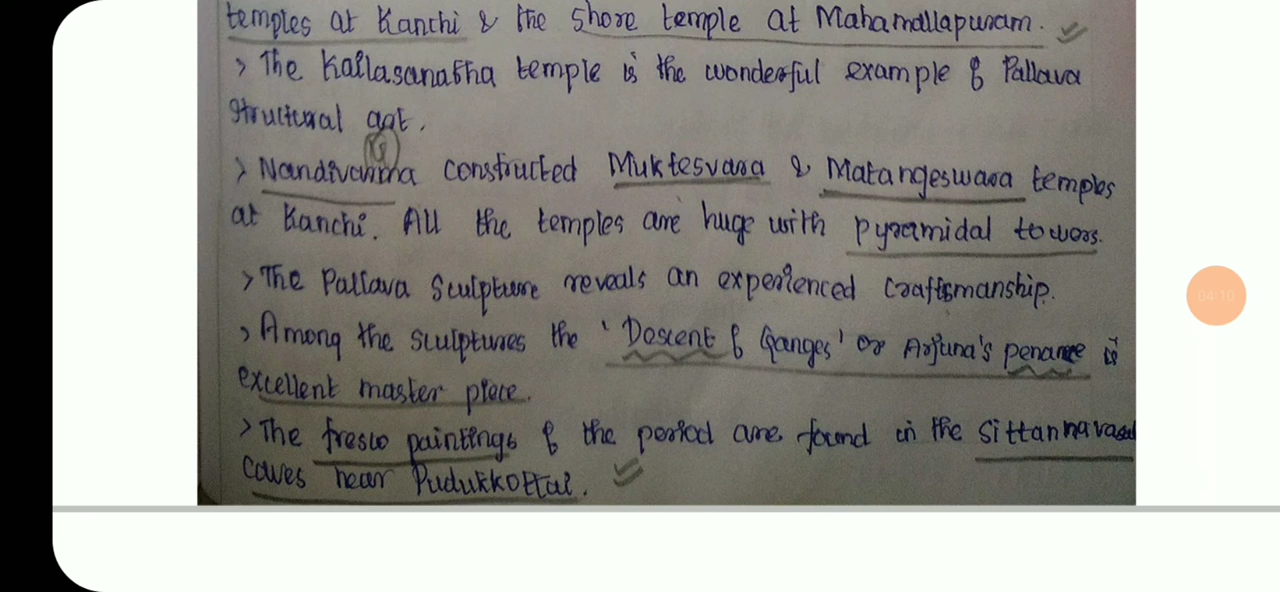 temples at Kanchi & the Shore temple at Mahamallapuram.
> The Kailasanatha temple is the wonderful example of Pallava
structural art.
> Nandivarma constructed Muktesvara & Matangeswara temples
at Kanchi. All the temples are huge with pyramidal towers.
> The Pallava Sculpture reveals an experienced craftsmanship.
> Among the sculptures the 'Descent of Ganges' or Arjuna's penance is
excellent master piece.
> The fresco paintings of the period are found in the Sittannavasal
caves near Pudukkottai.
04:10